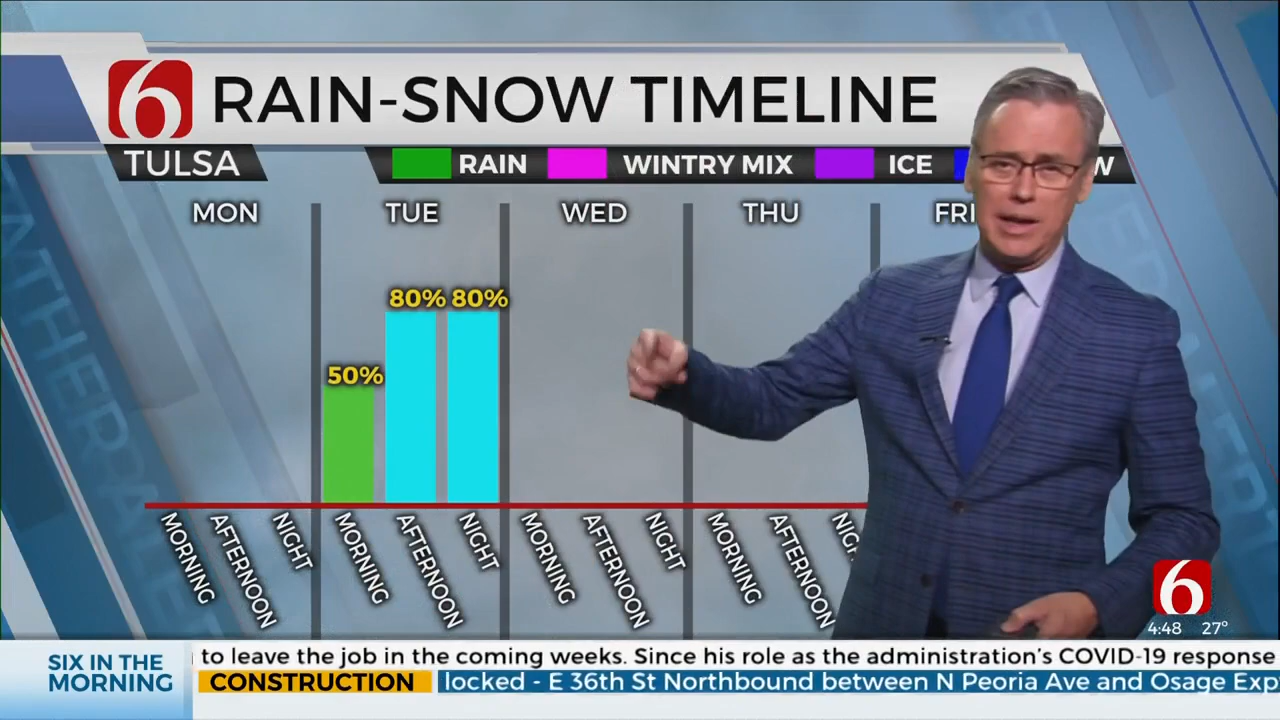 6 RAIN-SNOW TIMELINE
TULSA
RAIN WINTRY MIX ICE W
MON TUE WED THU FRI
80% 80%
50%
MORNING AFTERNOON NIGHT MORNING AFTERNOON NIGHT MORNING AFTERNOON NIGHT MORNING AFTERNOON
6
4:48 27°
SIX IN THE
MORNING
to leave the job in the coming weeks. Since his role as the administration's COVID-19 response
CONSTRUCTION locked - E 36th St Northbound between N Peoria Ave and Osage Exp